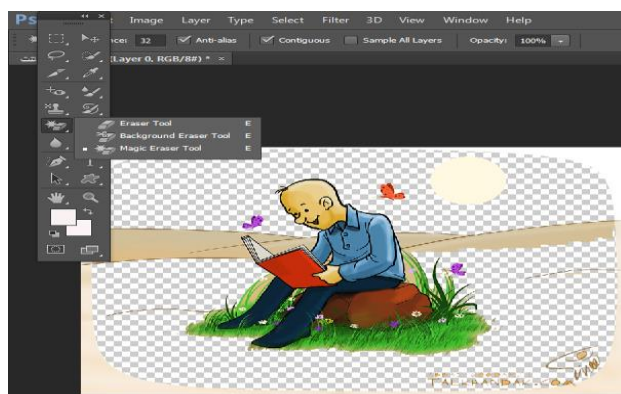 Ps Image Layer Type Select Filter 3D View Window Help
nce: 32 Anti-alias Contiguous Sample All Layers Opacity: 100%
(Layer 0, RGB/8#) * ×
Eraser Tool E
Background Eraser Tool E
Magic Eraser Tool E